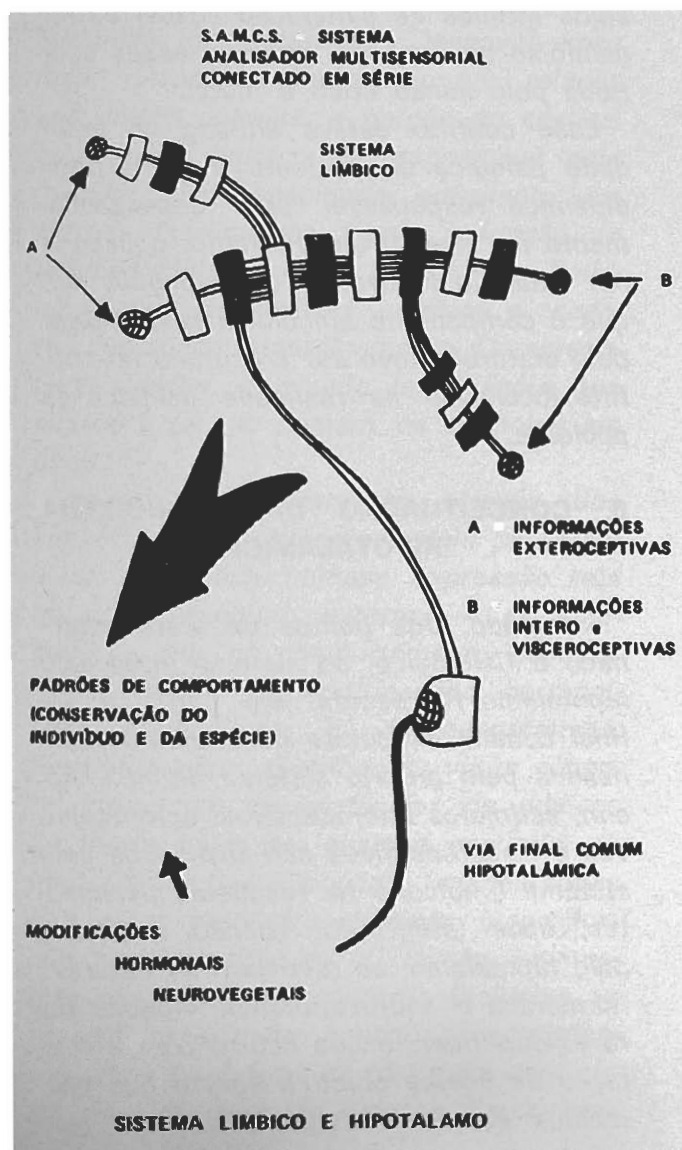 S.A.M.C.S. - SISTEMA
ANALISADOR MULTISENSORIAL
CONECTADO EM SÉRIE
SISTEMA
LÍMBICO
A
B
A - INFORMAÇÕES
EXTEROCEPTIVAS
B - INFORMAÇÕES
INTERO e
VISCEROCEPTIVAS
PADRÕES DE COMPORTAMENTO
(CONSERVAÇÃO DO
INDIVÍDUO E DA ESPÉCIE)
VIA FINAL COMUM
HIPOTALÂMICA
MODIFICAÇÕES
HORMONAIS
NEUROVEGETAIS
SISTEMA LIMBICO E HIPOTALAMO